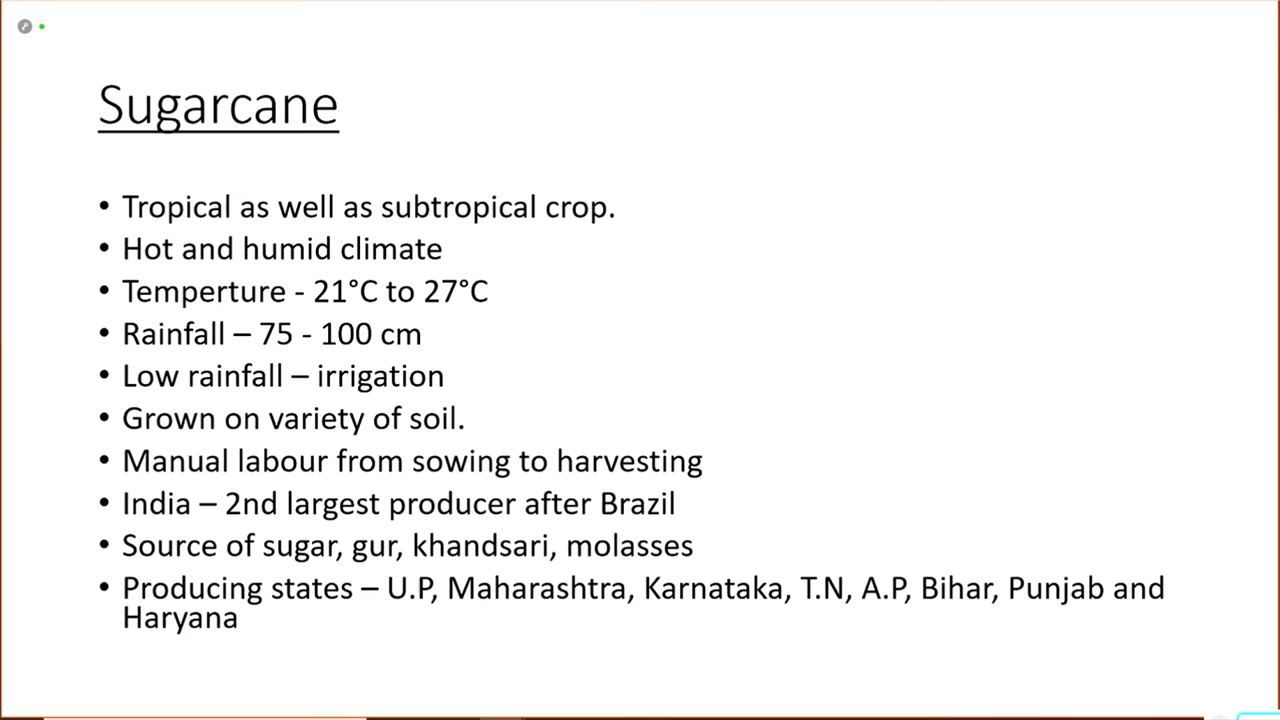 Sugarcane
• Tropical as well as subtropical crop.
• Hot and humid climate
• Temperture - 21°C to 27°C
• Rainfall – 75 - 100 cm
• Low rainfall – irrigation
• Grown on variety of soil.
• Manual labour from sowing to harvesting
• India – 2nd largest producer after Brazil
• Source of sugar, gur, khandsari, molasses
• Producing states – U.P, Maharashtra, Karnataka, T.N, A.P, Bihar, Punjab and
Haryana